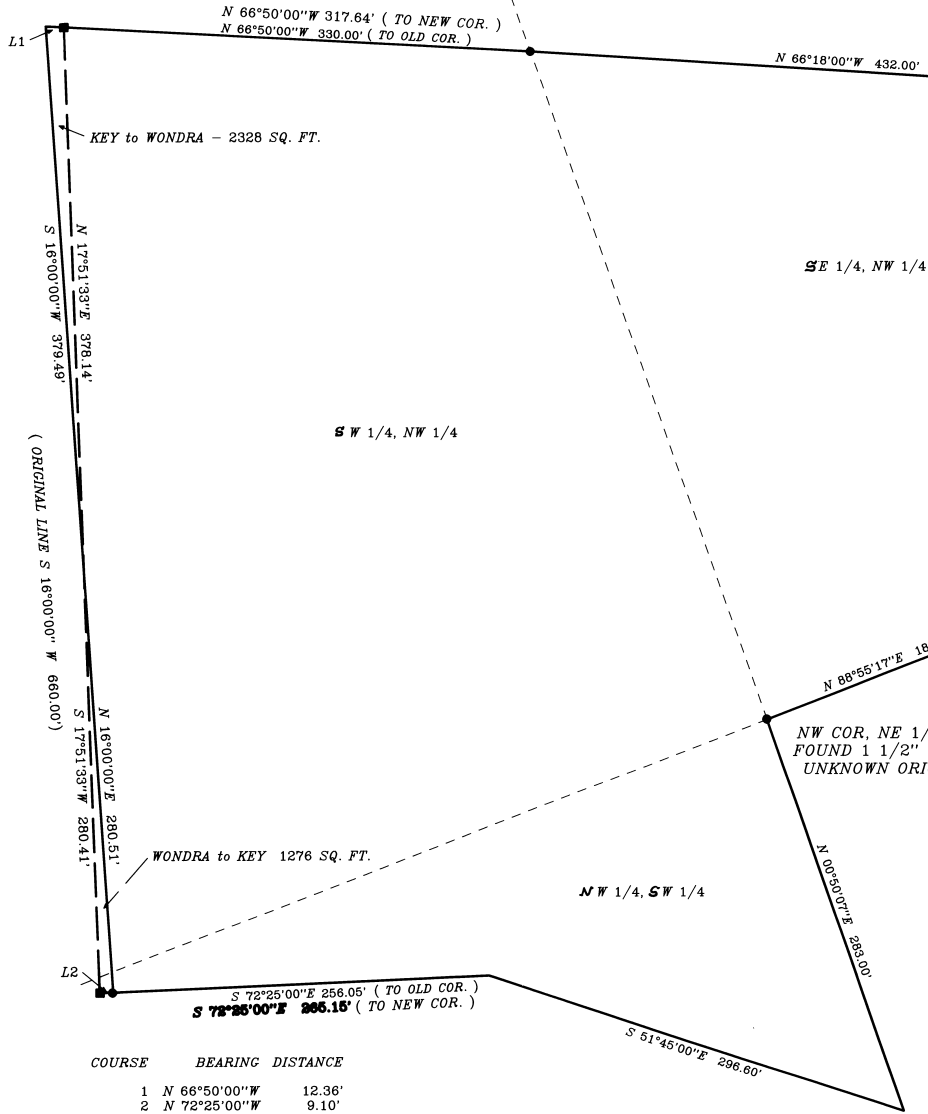 N 66°50'00"W 317.64' ( TO NEW COR. )
N 66°50'00"W 330.00' ( TO OLD COR. )
L1
N 66°18'00"W 432.00'
KEY to WONDRA - 2328 SQ. FT.
N 17°51'33"E 378.14'
S 16°00'00"W 379.49'
SE 1/4, NW 1/4
SW 1/4, NW 1/4
( ORIGINAL LINE S 16°00'00" W 660.00')
N 88°55'17"E 18
NW COR, NE 1/
FOUND 1 1/2"
UNKNOWN ORI
N 16°00'00"E 280.51'
S 17°51'33"W 280.41'
WONDRA to KEY 1276 SQ. FT.
NW 1/4, SW 1/4
N 00°50'07"E 283.00'
L2
S 72°25'00"E 256.05' ( TO OLD COR. )
S 72°25'00"E 265.15' ( TO NEW COR. )
S 51°45'00"E 296.60'
COURSE BEARING DISTANCE
1 N 66°50'00"W 12.36'
2 N 72°25'00"W 9.10'